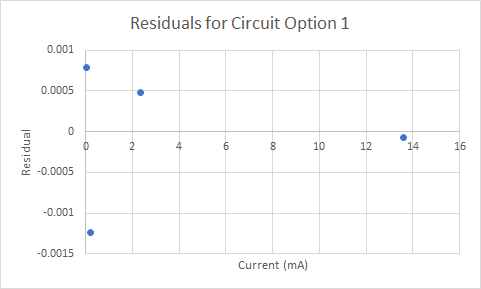 Residuals for Circuit Option 1
0.001
0.0005
0
-0.0005
-0.001
-0.0015
0 2 4 6 8 10 12 14 16
Residual
Current (mA)